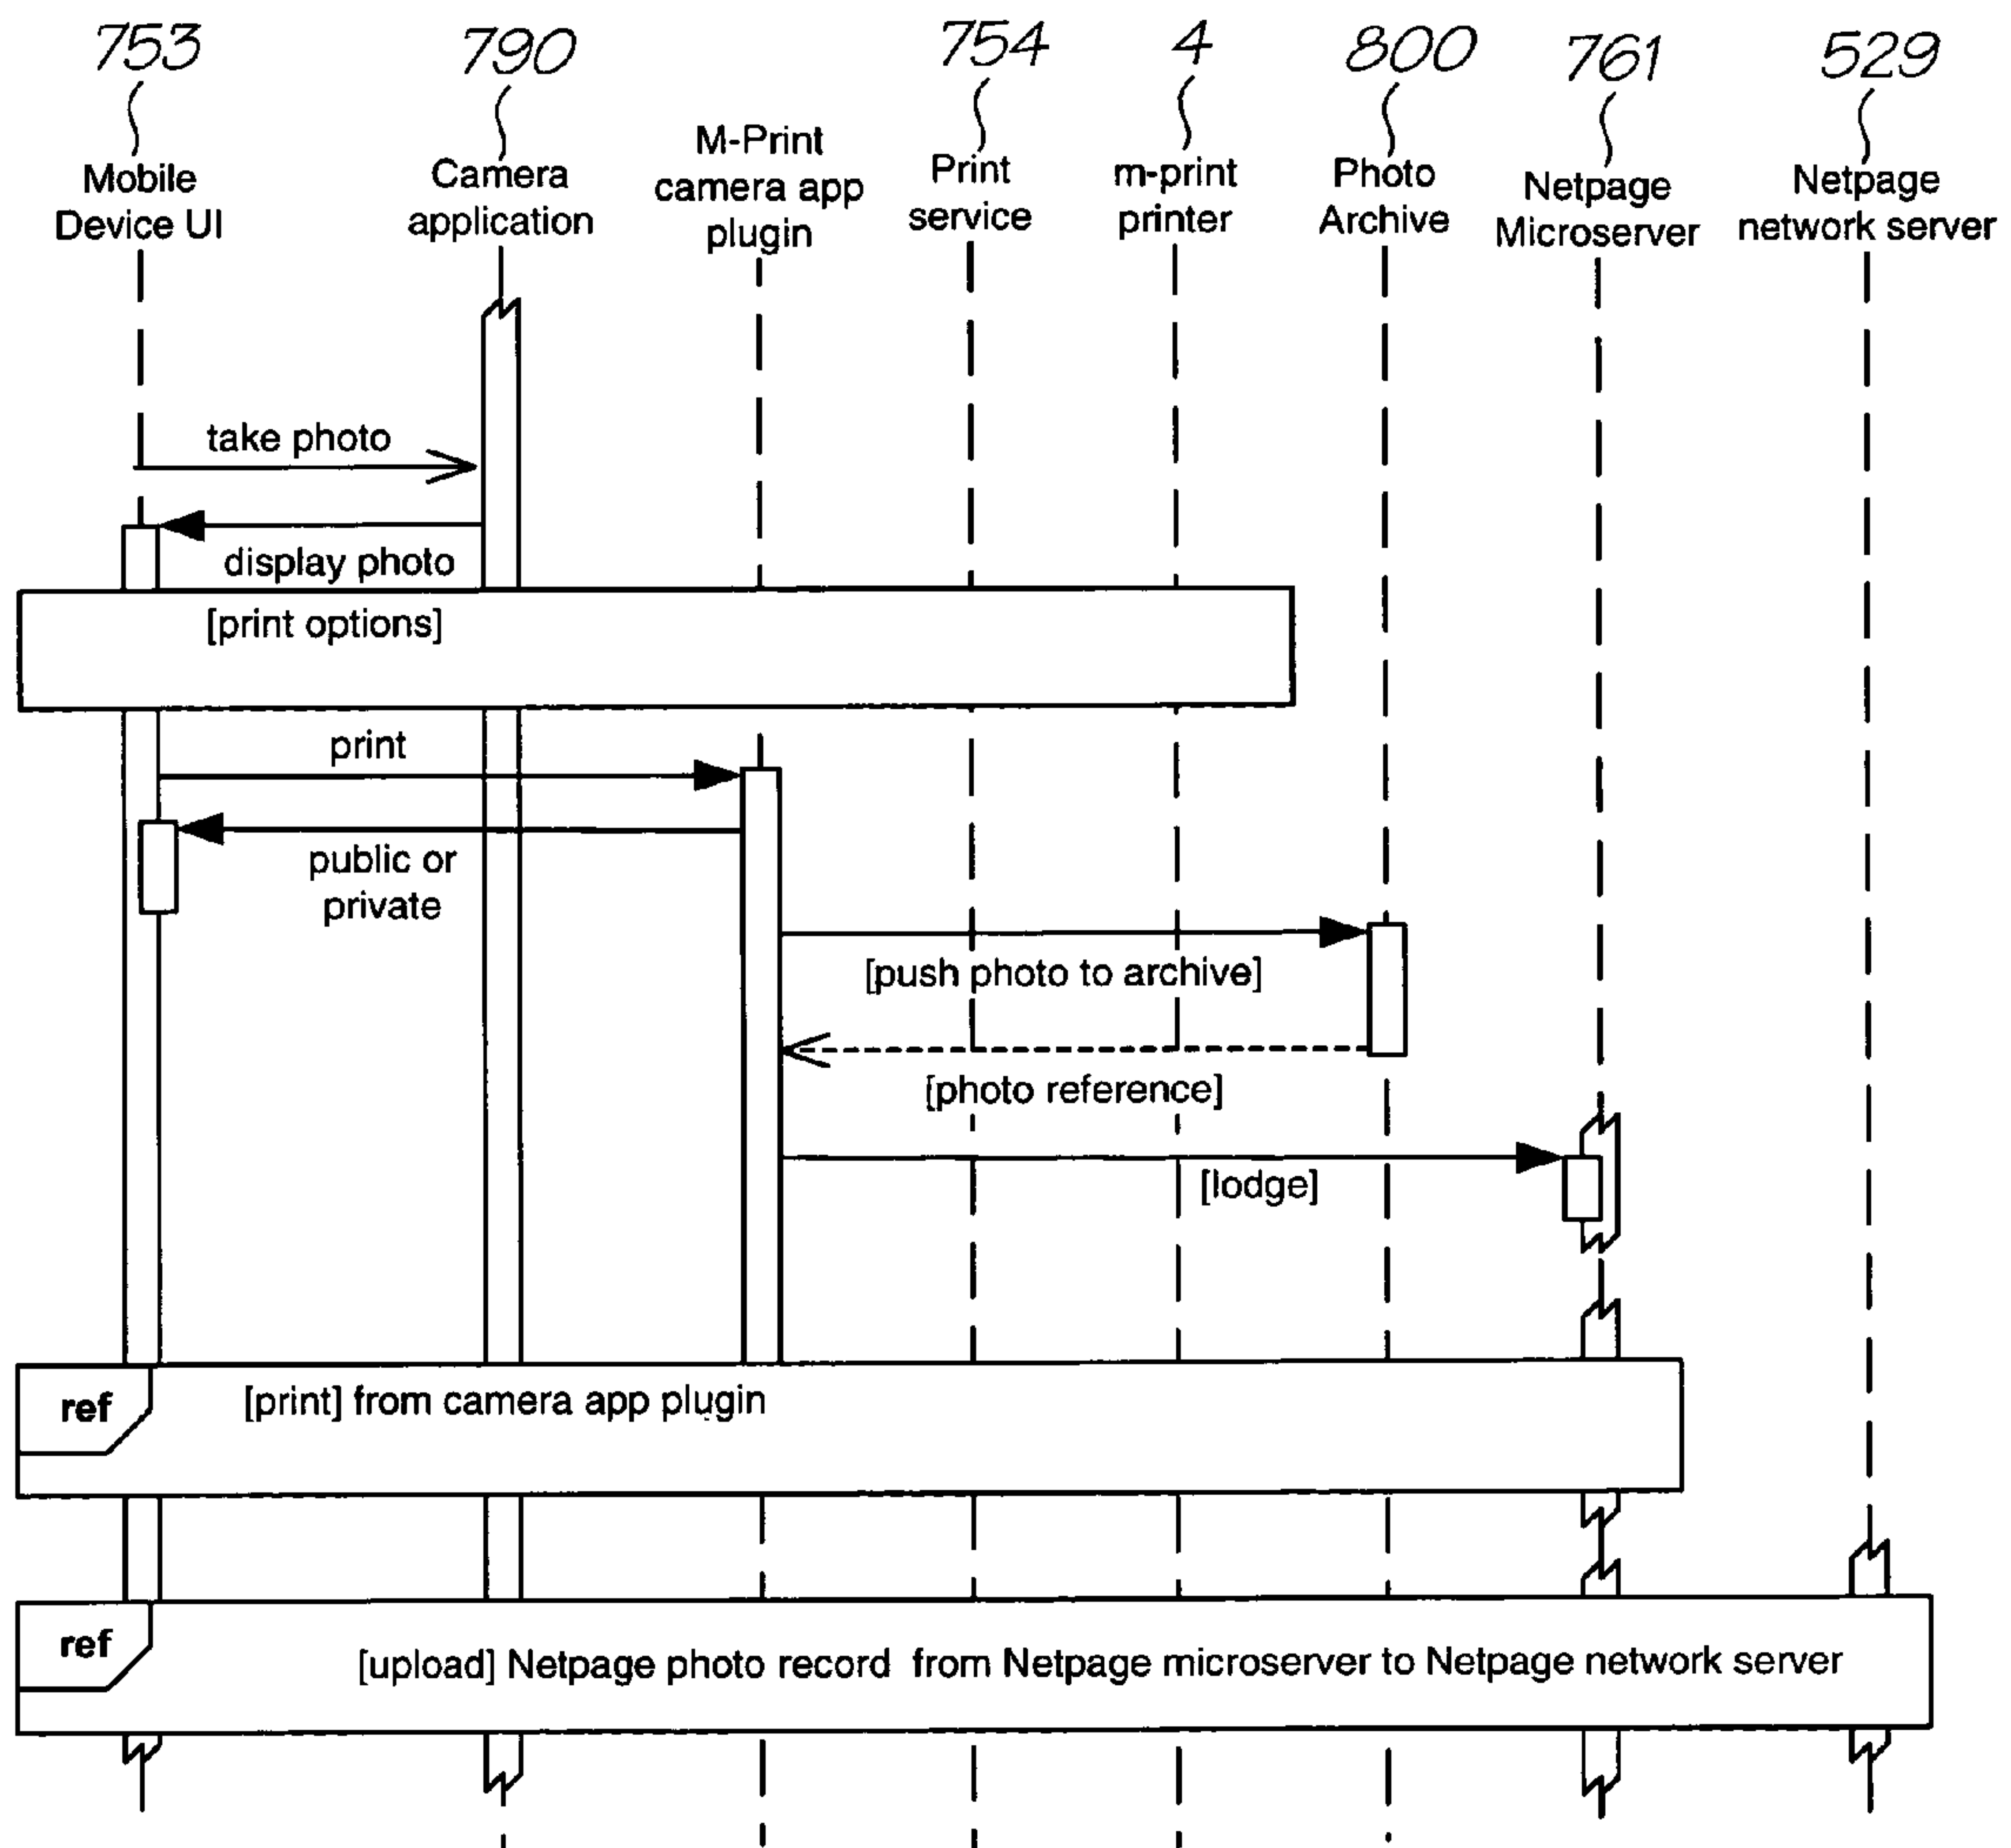 753
790
754
4
800
761
529
Mobile
Device UI
Camera
application
M-Print
camera app
plugin
Print
service
m-print
printer
Photo
Archive
Netpage
Microserver
Netpage
network server
take photo
display photo
[print options]
print
public or
private
[push photo to archive]
[photo reference]
[lodge]
ref
[print] from camera app plugin
ref
[upload] Netpage photo record from Netpage microserver to Netpage network server